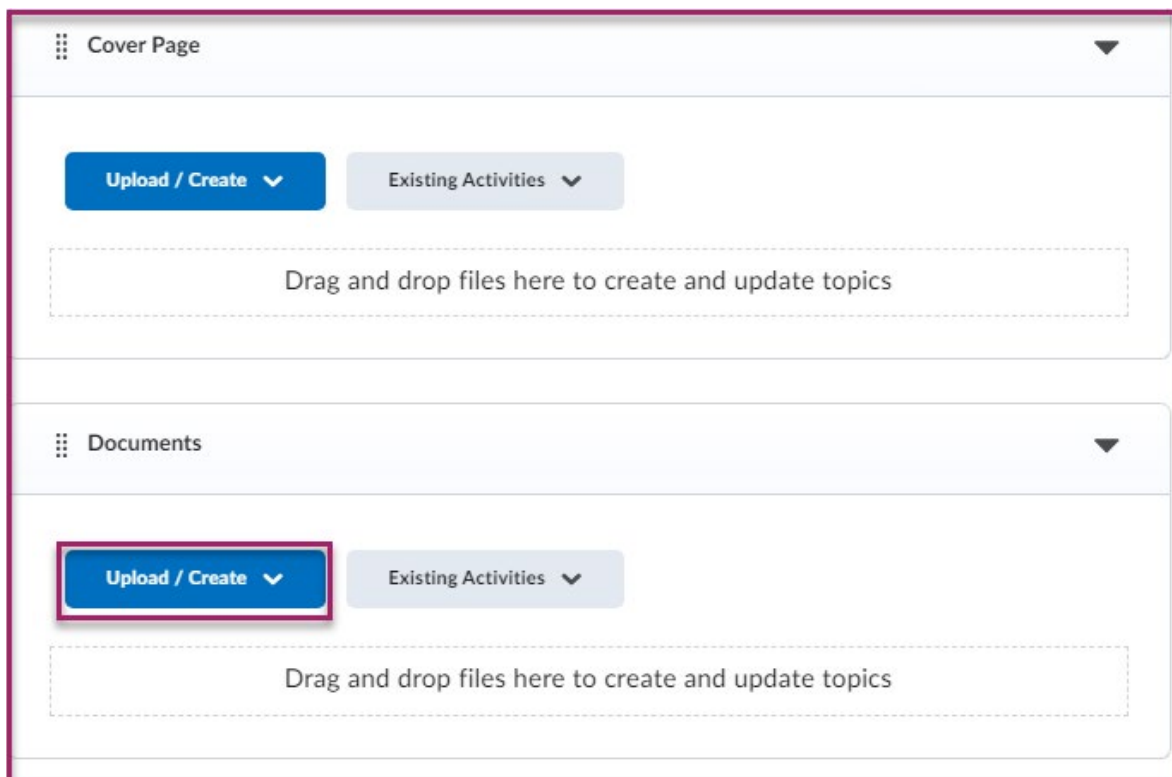 Cover Page
Upload / Create
Existing Activities
Drag and drop files here to create and update topics
Documents
Upload / Create
Existing Activities
Drag and drop files here to create and update topics